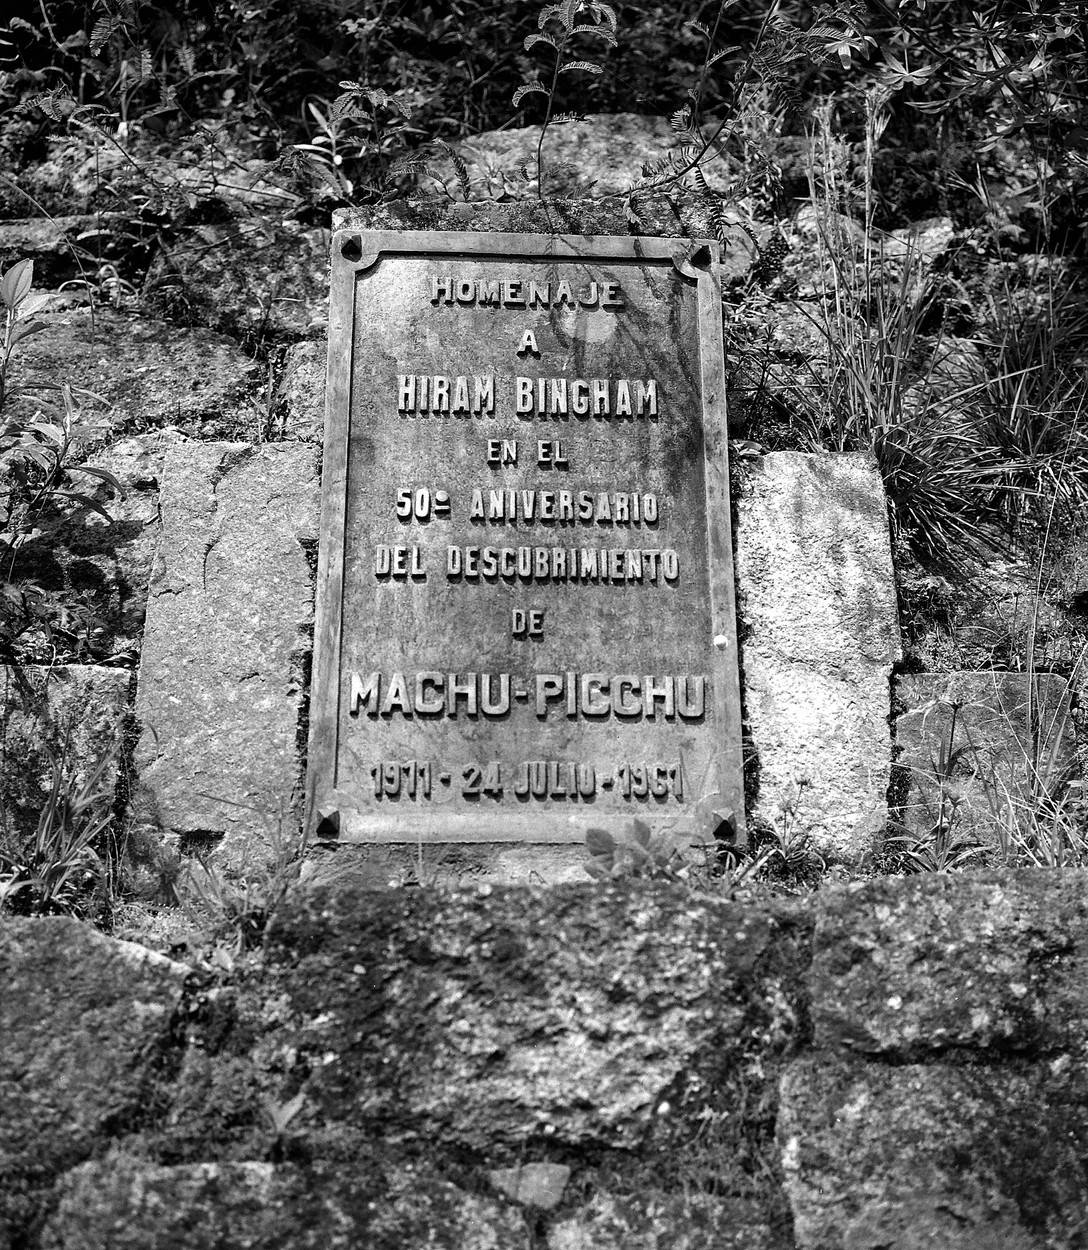 HOMENAJE
A
HIRAM BINGHAM
EN EL
50º ANIVERSARIO
DEL DESCUBRIMIENTO
DE
MACHU-PICCHU
1911 - 24 JULIO - 1961